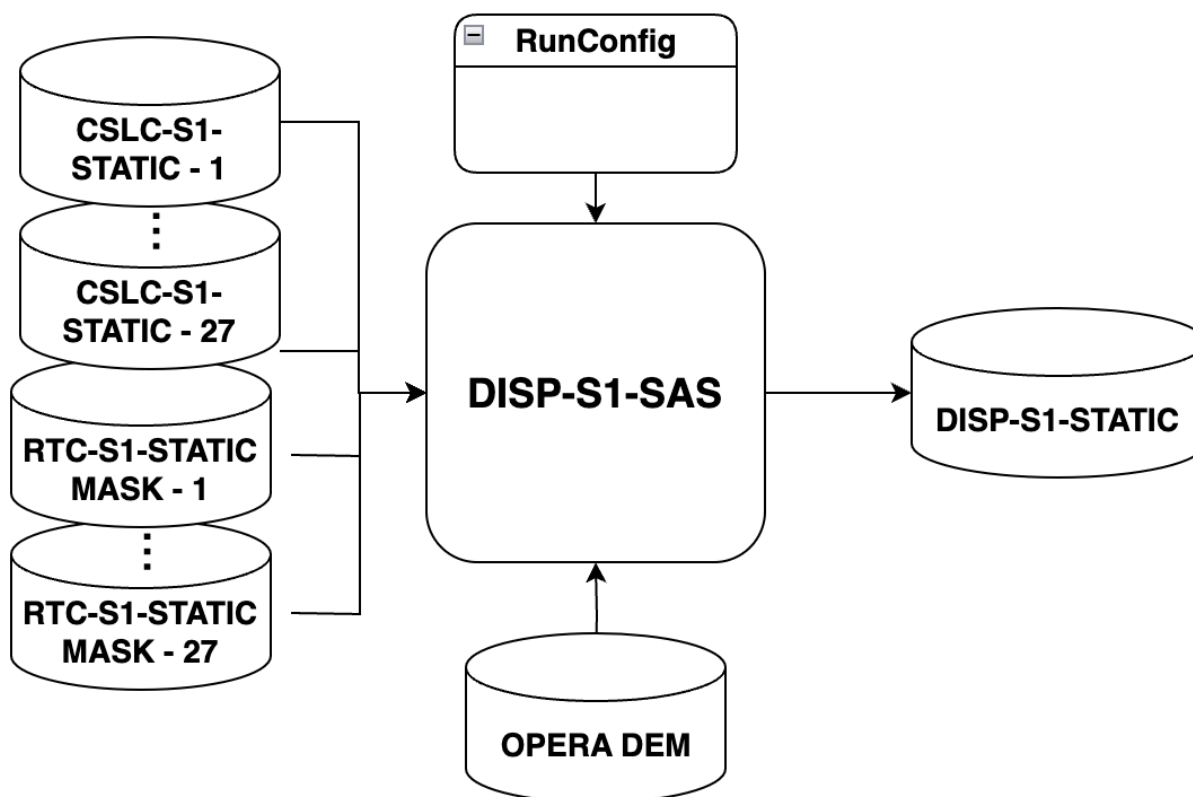 RunConfig
CSLC-S1-
STATIC - 1
⋮
CSLC-S1-
STATIC - 27
RTC-S1-STATIC
MASK - 1
⋮
RTC-S1-STATIC
MASK - 27
DISP-S1-SAS
DISP-S1-STATIC
OPERA DEM